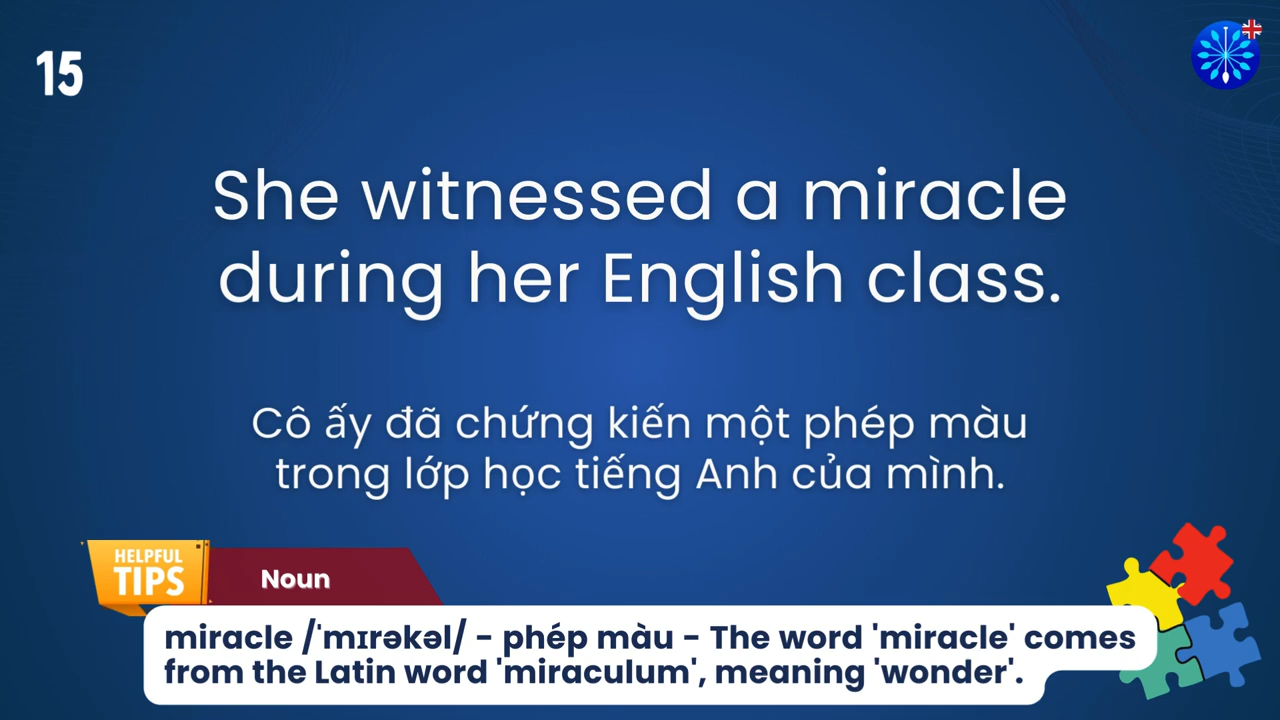 15
She witnessed a miracle
during her English class.
Cô ấy đã chứng kiến một phép màu
trong lớp học tiếng Anh của mình.
HELPFUL
TIPS
Noun
miracle /ˈmɪrəkəl/ - phép màu - The word 'miracle' comes
from the Latin word 'miraculum', meaning 'wonder'.